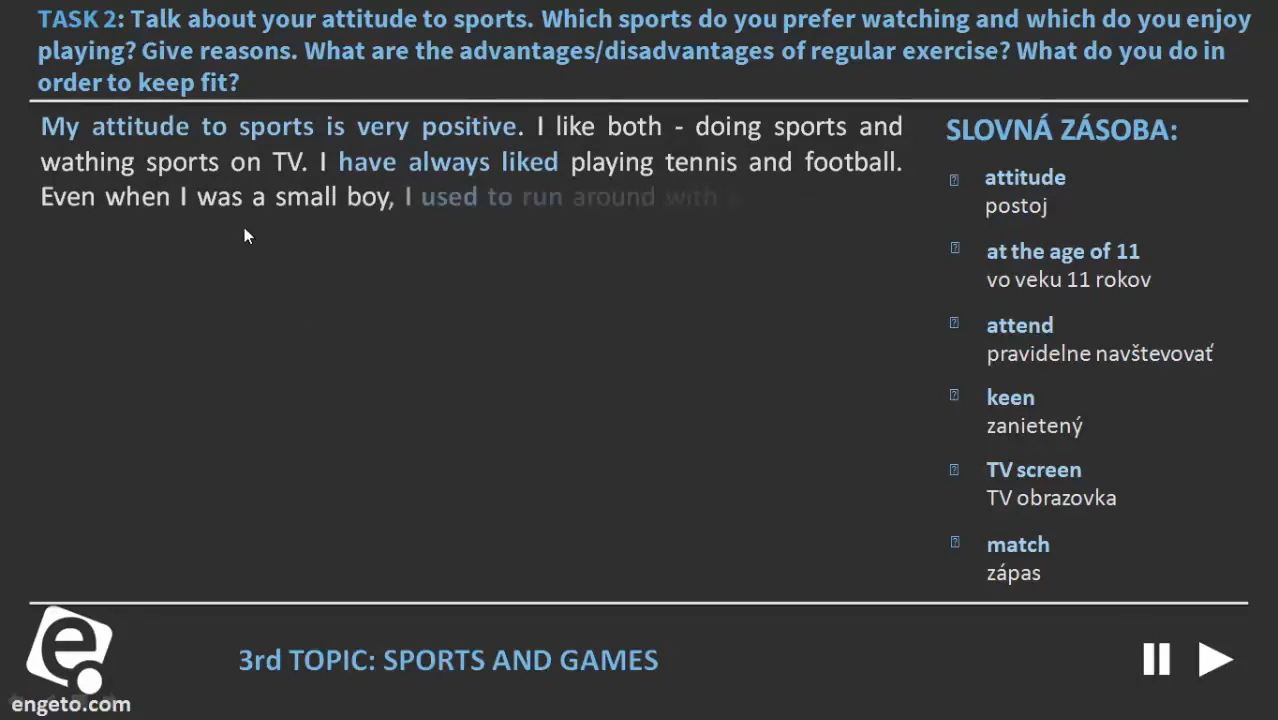 TASK 2: Talk about your attitude to sports. Which sports do you prefer watching and which do you enjoy
playing? Give reasons. What are the advantages/disadvantages of regular exercise? What do you do in
order to keep fit?
My attitude to sports is very positive. I like both - doing sports and
wathing sports on TV. I have always liked playing tennis and football.
Even when I was a small boy, I used to run around with a
SLOVNÁ ZÁSOBA:
attitude
postoj
at the age of 11
vo veku 11 rokov
attend
pravidelne navštevovať
keen
zanietený
TV screen
TV obrazovka
match
zápas
e
engeto.com
3rd TOPIC: SPORTS AND GAMES